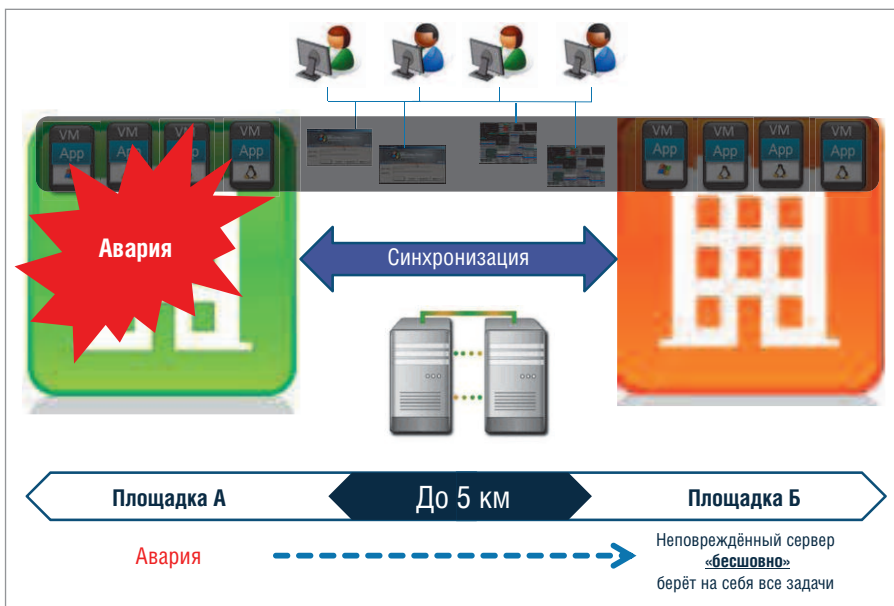 VM VM VM VM
App App App App
VM VM VM VM
App App App App
Авария
Синхронизация
Площадка А
До 5 км
Площадка Б
Авария
Неповреждённый сервер
«бесшовно»
берёт на себя все задачи